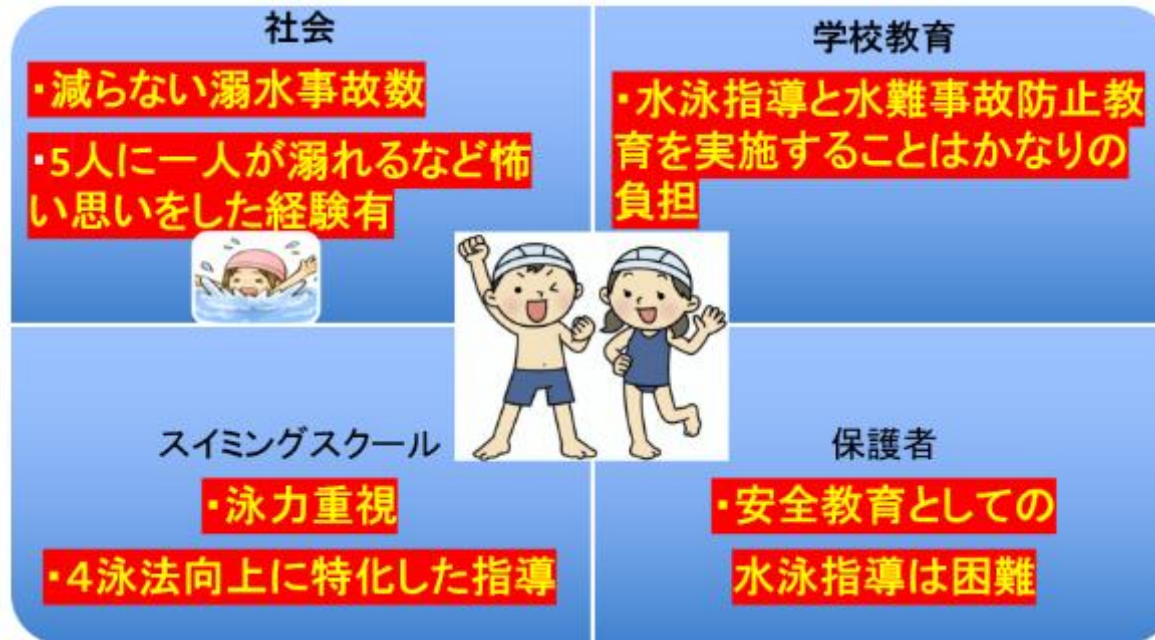 社会
・減らない溺水事故数
・5人に一人が溺れるなど怖
い思いをした経験有
学校教育
・水泳指導と水難事故防止教
育を実施することはかなりの
負担
スイミングスクール
・泳力重視
・４泳法向上に特化した指導
保護者
・安全教育としての
水泳指導は困難